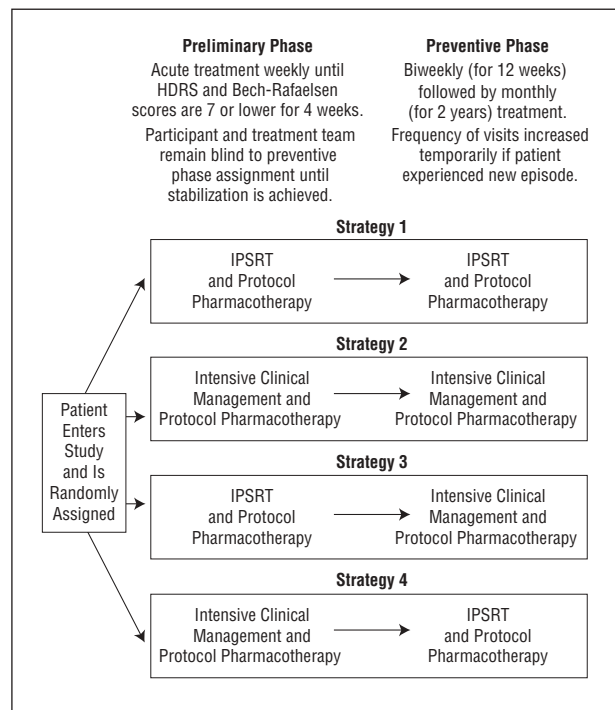 Preliminary Phase
Acute treatment weekly until
HDRS and Bech-Rafaelsen
scores are 7 or lower for 4 weeks.
Participant and treatment team
remain blind to preventive
phase assignment until
stabilization is achieved.
Preventive Phase
Biweekly (for 12 weeks)
followed by monthly
(for 2 years) treatment.
Frequency of visits increased
temporarily if patient
experienced new episode.
Patient
Enters
Study
and Is
Randomly
Assigned
Strategy 1
IPSRT
and Protocol
Pharmacotherapy
IPSRT
and Protocol
Pharmacotherapy
Strategy 2
Intensive Clinical
Management and
Protocol Pharmacotherapy
Intensive Clinical
Management and
Protocol Pharmacotherapy
Strategy 3
IPSRT
and Protocol
Pharmacotherapy
Intensive Clinical
Management and
Protocol Pharmacotherapy
Strategy 4
Intensive Clinical
Management and
Protocol Pharmacotherapy
IPSRT
and Protocol
Pharmacotherapy